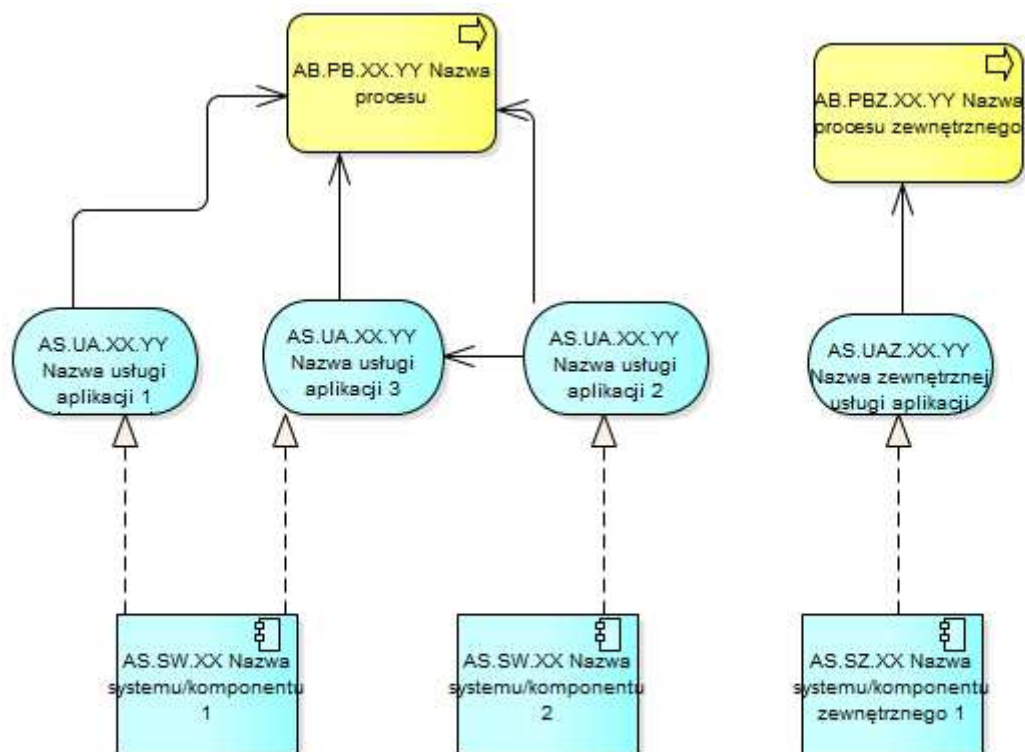 AB.PB.XX.YY Nazwa
procesu
AB.PBZ.XX.YY Nazwa
procesu zewnętrznego
AS.UA.XX.YY
Nazwa usługi
aplikacji 1
AS.UA.XX.YY
Nazwa usługi
aplikacji 3
AS.UA.XX.YY
Nazwa usługi
aplikacji 2
AS.UAZ.XX.YY
Nazwa zewnętrznej
usługi aplikacji
AS.SW.XX Nazwa
systemu/komponentu
1
AS.SW.XX Nazwa
systemu/komponentu
2
AS.SZ.XX Nazwa
systemu/komponentu
zewnętrznego 1